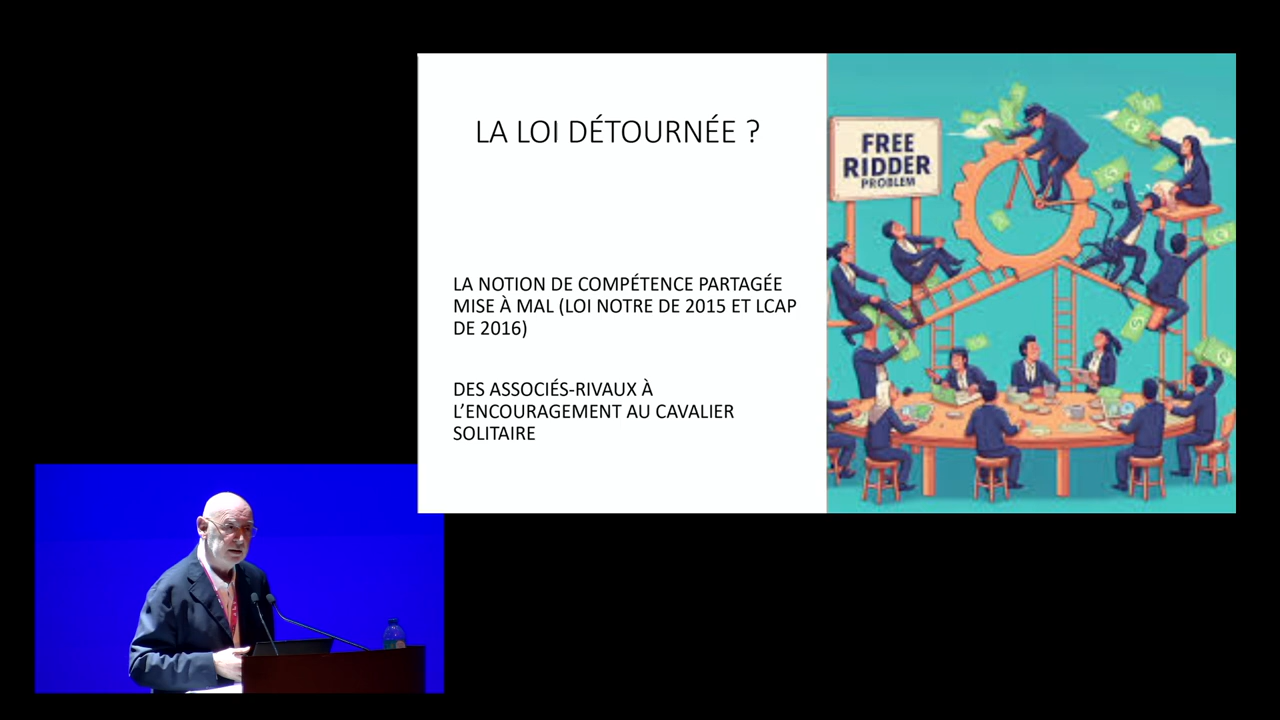 LA LOI DÉTOURNÉE ?
LA NOTION DE COMPÉTENCE PARTAGÉE
MISE À MAL (LOI NOTRE DE 2015 ET LCAP
DE 2016)
DES ASSOCIÉS-RIVAUX À
L'ENCOURAGEMENT AU CAVALIER
SOLITAIRE
FREE
RIDDER
PROBLEM